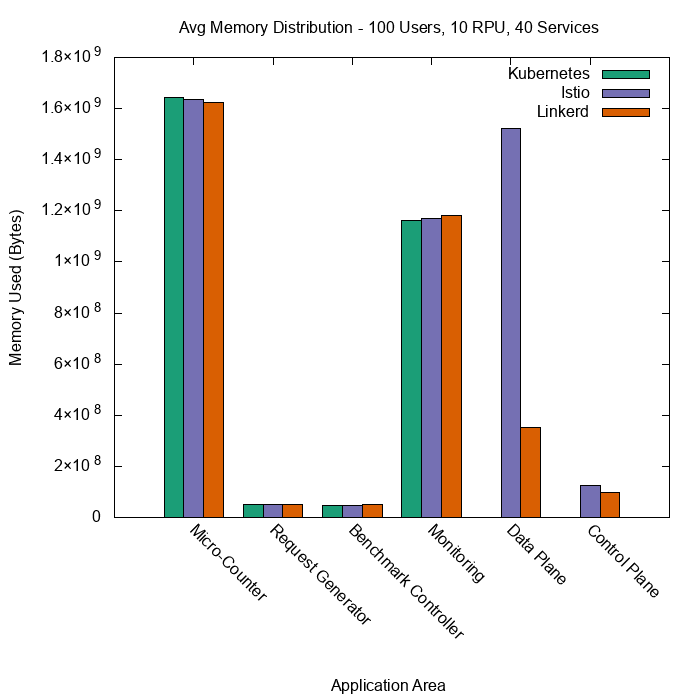 Avg Memory Distribution - 100 Users, 10 RPU, 40 Services
Kubernetes
Istio
Linkerd
Memory Used (Bytes)
1.8×10⁹
1.6×10⁹
1.4×10⁹
1.2×10⁹
1×10⁹
8×10⁸
6×10⁸
4×10⁸
2×10⁸
0
Micro-Counter
Request Generator
Benchmark Controller
Monitoring
Data Plane
Control Plane
Application Area